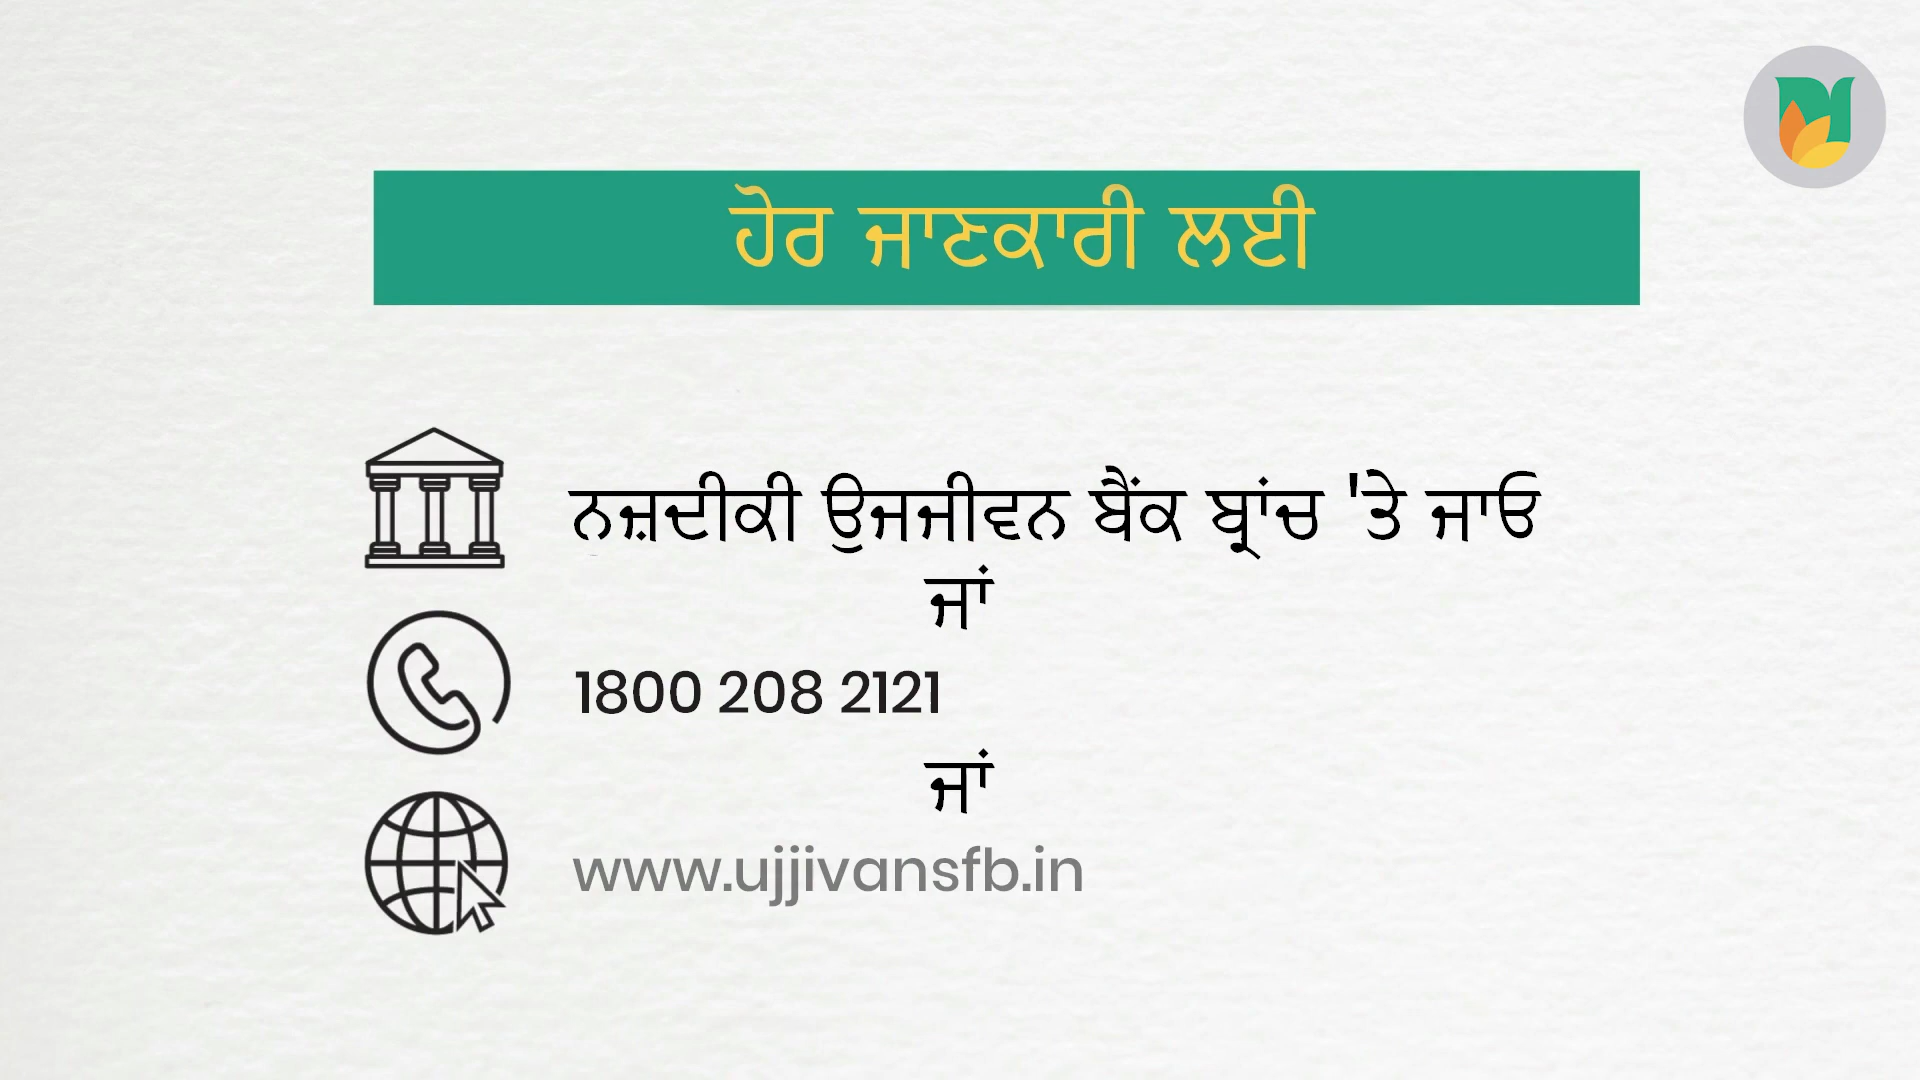 ਹੋਰ ਜਾਣਕਾਰੀ ਲਈ
ਨਜ਼ਦੀਕੀ ਉਜਜੀਵਨ ਬੈਂਕ ਬ੍ਰਾਂਚ 'ਤੇ ਜਾਓ
ਜਾਂ
1800 208 2121
ਜਾਂ
www.ujjivansfb.in